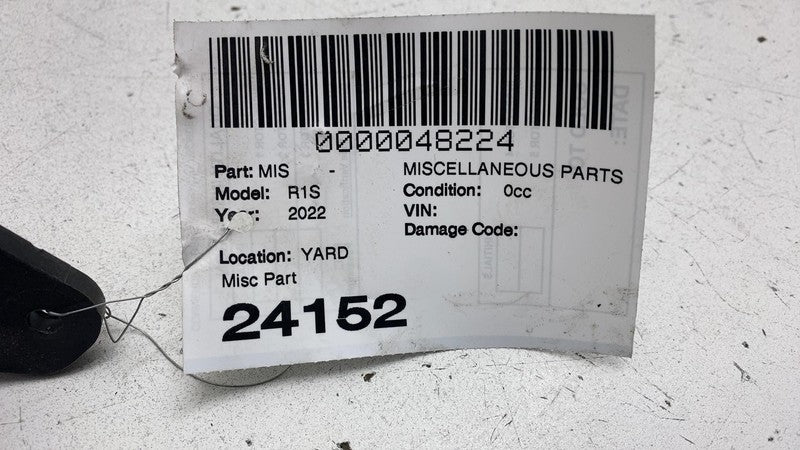 0000048224
Part: MIS - MISCELLANEOUS PARTS
Model: R1S Condition: 0cc
Year: 2022 VIN:
Damage Code:
Location: YARD
Misc Part
24152